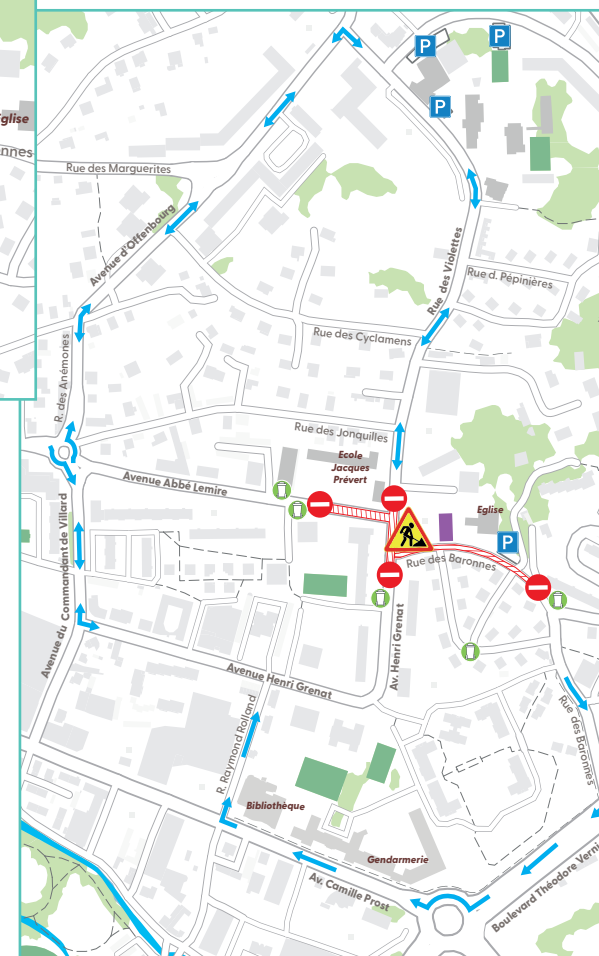 P
P
P
glise
nnes
Rue des Marguerites
Avenue d'Offenbourg
Rue des Violettes
Rue d. Pépinières
Rue des Cyclamens
R. des Anémones
Rue des Jonquilles
Ecole
Jacques
Prévert
Avenue Abbé Lemire
Eglise
P
Rue des Baronnes
Avenue du Commandant de Villard
Av. Henri Grenat
Avenue Henri Grenat
R. Raymond Rolland
Rue des Baronnes
Bibliothèque
Gendarmerie
Av. Camille Prost
Boulevard Théodore Verni